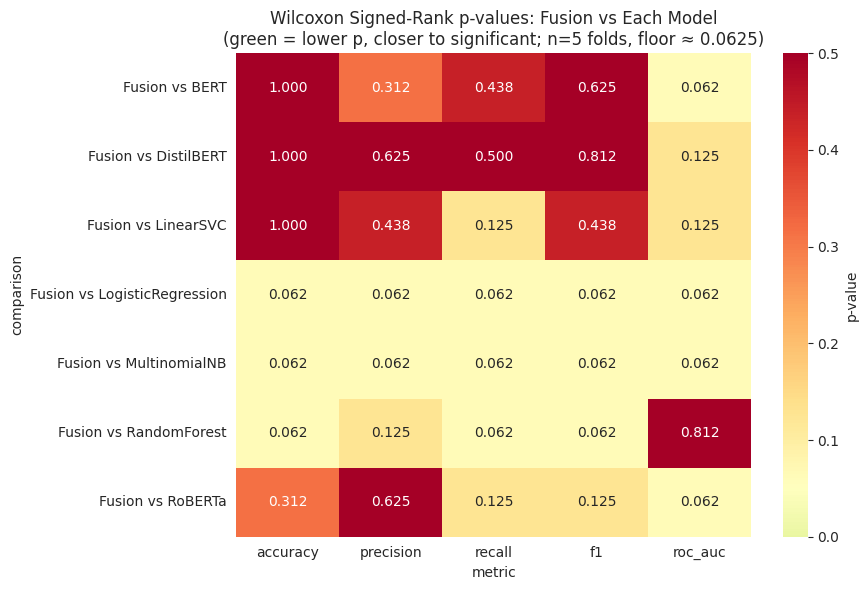 Wilcoxon Signed-Rank p-values: Fusion vs Each Model
(green = lower p, closer to significant; n=5 folds, floor ≈ 0.0625)
comparison
Fusion vs BERT 1.000 0.312 0.438 0.625 0.062
Fusion vs DistilBERT 1.000 0.625 0.500 0.812 0.125
Fusion vs LinearSVC 1.000 0.438 0.125 0.438 0.125
Fusion vs LogisticRegression 0.062 0.062 0.062 0.062 0.062
Fusion vs MultinomialNB 0.062 0.062 0.062 0.062 0.062
Fusion vs RandomForest 0.062 0.125 0.062 0.062 0.812
Fusion vs RoBERTa 0.312 0.625 0.125 0.125 0.062
accuracy precision recall f1 roc_auc
metric
0.5
0.4
0.3
0.2
0.1
0.0
p-value